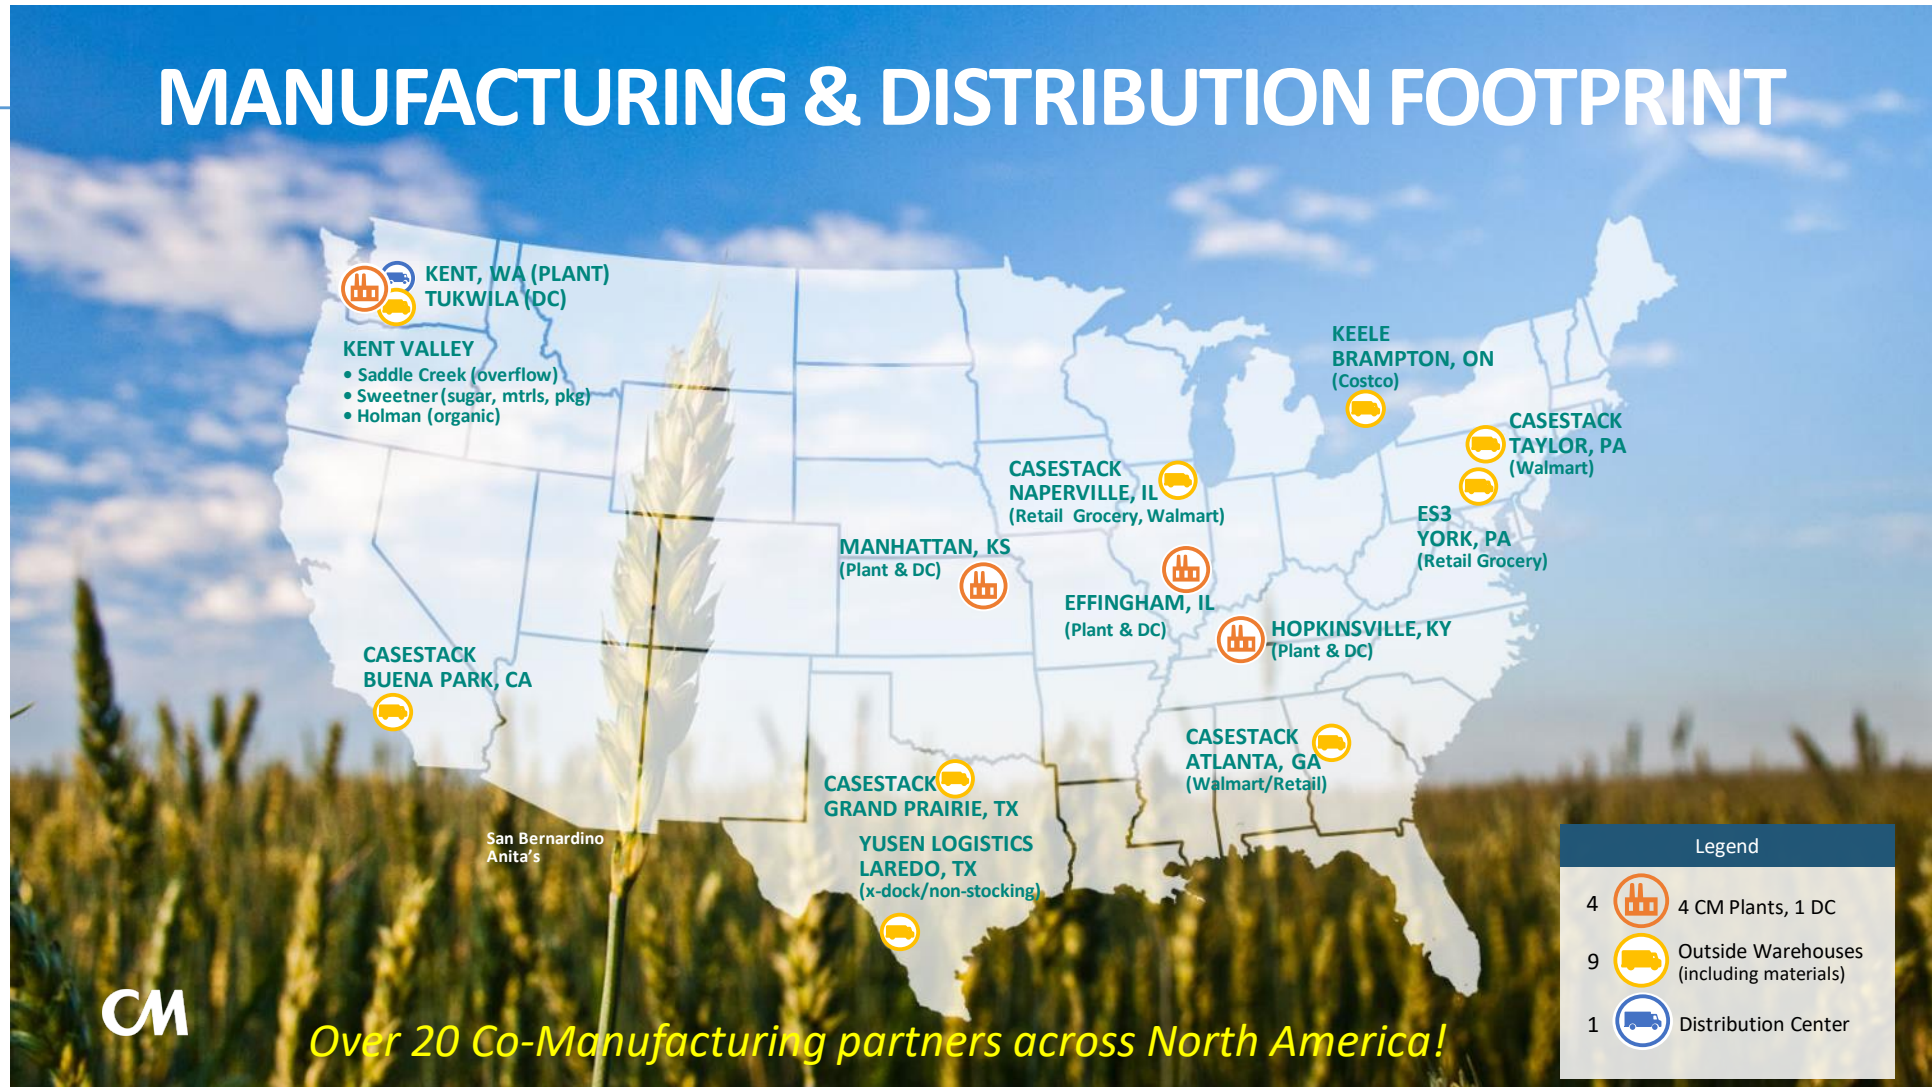 MANUFACTURING & DISTRIBUTION FOOTPRINT
KENT, WA (PLANT)
TUKWILA (DC)
KENT VALLEY
• Saddle Creek (overflow)
• Sweetner (sugar, mtrls, pkg)
• Holman (organic)
KEELE
BRAMPTON, ON
(Costco)
CASESTACK
TAYLOR, PA
(Walmart)
CASESTACK
NAPERVILLE, IL
(Retail Grocery, Walmart)
ES3
YORK, PA
(Retail Grocery)
MANHATTAN, KS
(Plant & DC)
EFFINGHAM, IL
(Plant & DC)
HOPKINSVILLE, KY
(Plant & DC)
CASESTACK
BUENA PARK, CA
CASESTACK
ATLANTA, GA
(Walmart/Retail)
CASESTACK
GRAND PRAIRIE, TX
YUSEN LOGISTICS
LAREDO, TX
(x-dock/non-stocking)
San Bernardino
Anita's
Legend
4 4 CM Plants, 1 DC
9 Outside Warehouses
(including materials)
1 Distribution Center
CM
Over 20 Co-Manufacturing partners across North America!